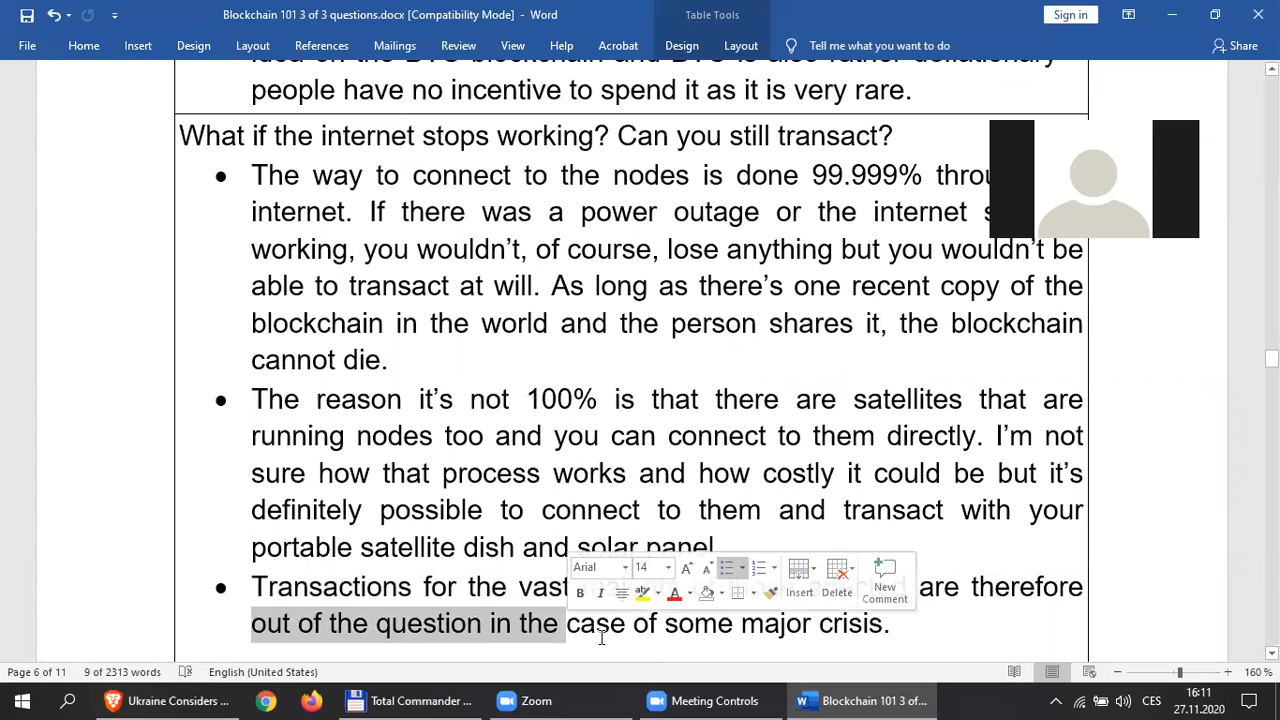 Blockchain 101 3 of 3 questions.docx [Compatibility Mode] - Word
Table Tools
Sign in
File Home Insert Design Layout References Mailings Review View Help Acrobat Design Layout Tell me what you want to do Share
idea on the BTC blockchain and BTC is also rather deflationary
people have no incentive to spend it as it is very rare.
What if the internet stops working? Can you still transact?
• The way to connect to the nodes is done 99.999%
internet. If there was a power outage or the internet
working, you wouldn't, of course, lose anything but you wouldn't be
able to transact at will. As long as there's one recent copy of the
blockchain in the world and the person shares it, the blockchain
cannot die.
• The reason it's not 100% is that there are satellites that are
running nodes too and you can connect to them directly. I'm not
sure how that process works and how costly it could be but it's
definitely possible to connect to them and transact with your
portable satellite dish and solar panel
Arial 14
New
B I A Insert Delete Comment
• Transactions for the vast are therefore
out of the question in the case of some major crisis.
Page 6 of 11 9 of 2313 words English (United States) 160 %
Ukraine Considers ... Total Commander ... Zoom Meeting Controls Blockchain 101 3 of... CES
16:11
27.11.2020